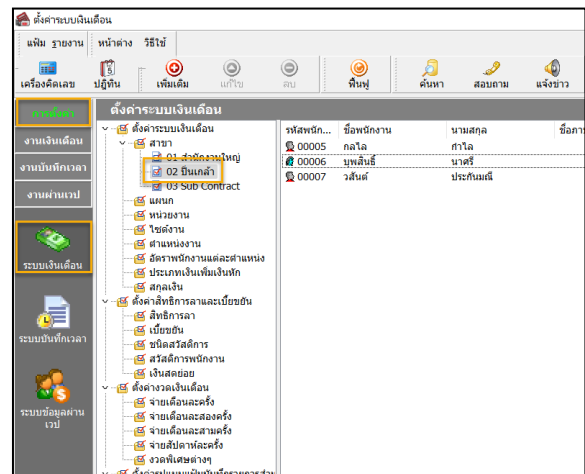 ตั้งค่าระบบเงินเดือน
แฟ้ม รายงาน หน้าต่าง วิธีใช้
เครื่องคิดเลข ปฏิทิน เพิ่มเติม แก้ไข ลบ ฟื้นฟู ค้นหา สอบถาม แจ้งข่าว
การตั้งค่า
งานเงินเดือน
งานบันทึกเวลา
งานผ่านเวป
ระบบเงินเดือน
ระบบบันทึกเวลา
ระบบข้อมูลผ่าน
เวป
ตั้งค่าระบบเงินเดือน
ตั้งค่าระบบเงินเดือน
สาขา
01 สำนักงานใหญ่
02 ปิ่นเกล้า
03 Sub Contract
แผนก
หน่วยงาน
ไซต์งาน
ตำแหน่งงาน
อัตราพนักงานแต่ละตำแหน่ง
ประเภทเงินเพิ่มเงินหัก
สกุลเงิน
ตั้งค่าสิทธิการลาและเบี้ยขยัน
สิทธิการลา
เบี้ยขยัน
ชนิดสวัสดิการ
สวัสดิการพนักงาน
เงินสดย่อย
ตั้งค่างวดเงินเดือน
จ่ายเดือนละครั้ง
จ่ายเดือนละสองครั้ง
จ่ายเดือนละสามครั้ง
จ่ายสัปดาห์ละครั้ง
งวดพิเศษต่างๆ
รหัสพนัก... ชื่อพนักงาน นามสกุล ชื่อภา
00005 กลไล กำไล
00006 บุพสินธิ์ นาศรี
00007 วสันต์ ประกันมณี